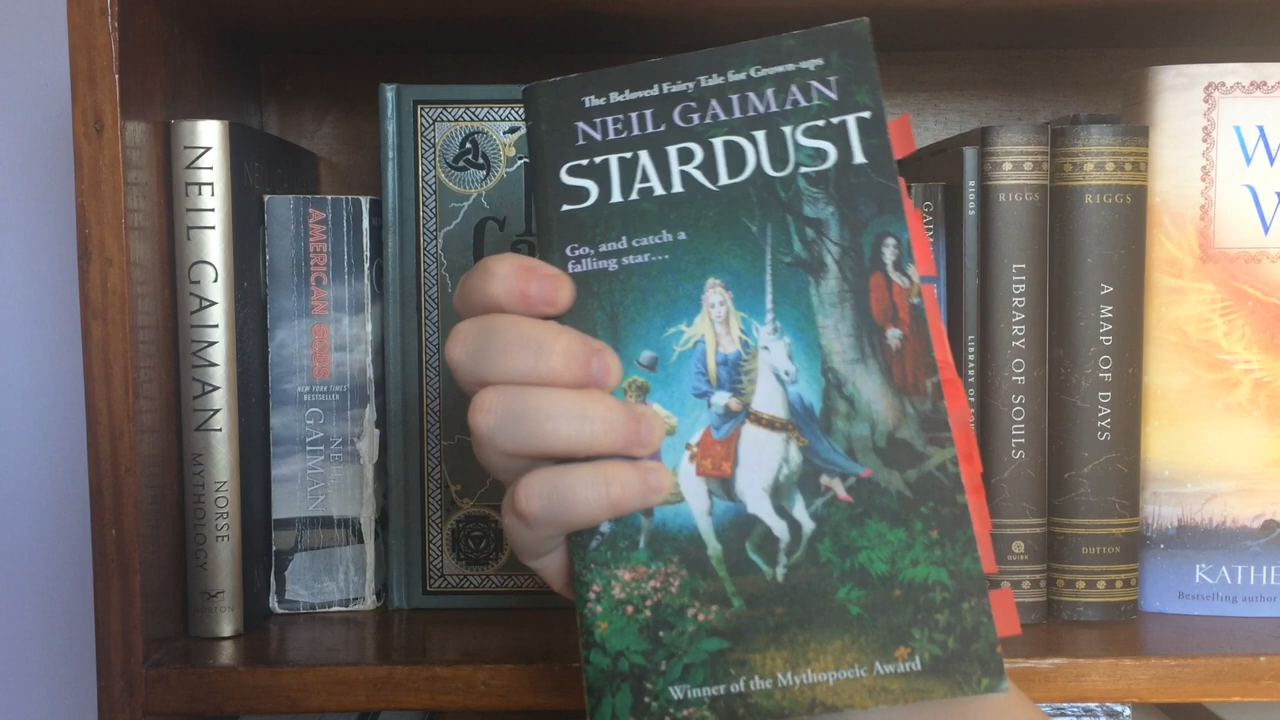 NEIL GAIMAN
NORSE
MYTHOLOGY
NORTON
AMERICAN GODS
NEW YORK TIMES
BESTSELLER
NEIL
GAIMAN
The Beloved Fairy Tale for Grown-ups
NEIL GAIMAN
STARDUST
Go, and catch a
falling star...
Winner of the Mythopoeic Award
RIGGS
LIBRARY OF
RIGGS
LIBRARY OF SOULS
QUIRK
RIGGS
A MAP OF DAYS
DUTTON
KATHE
Bestselling author